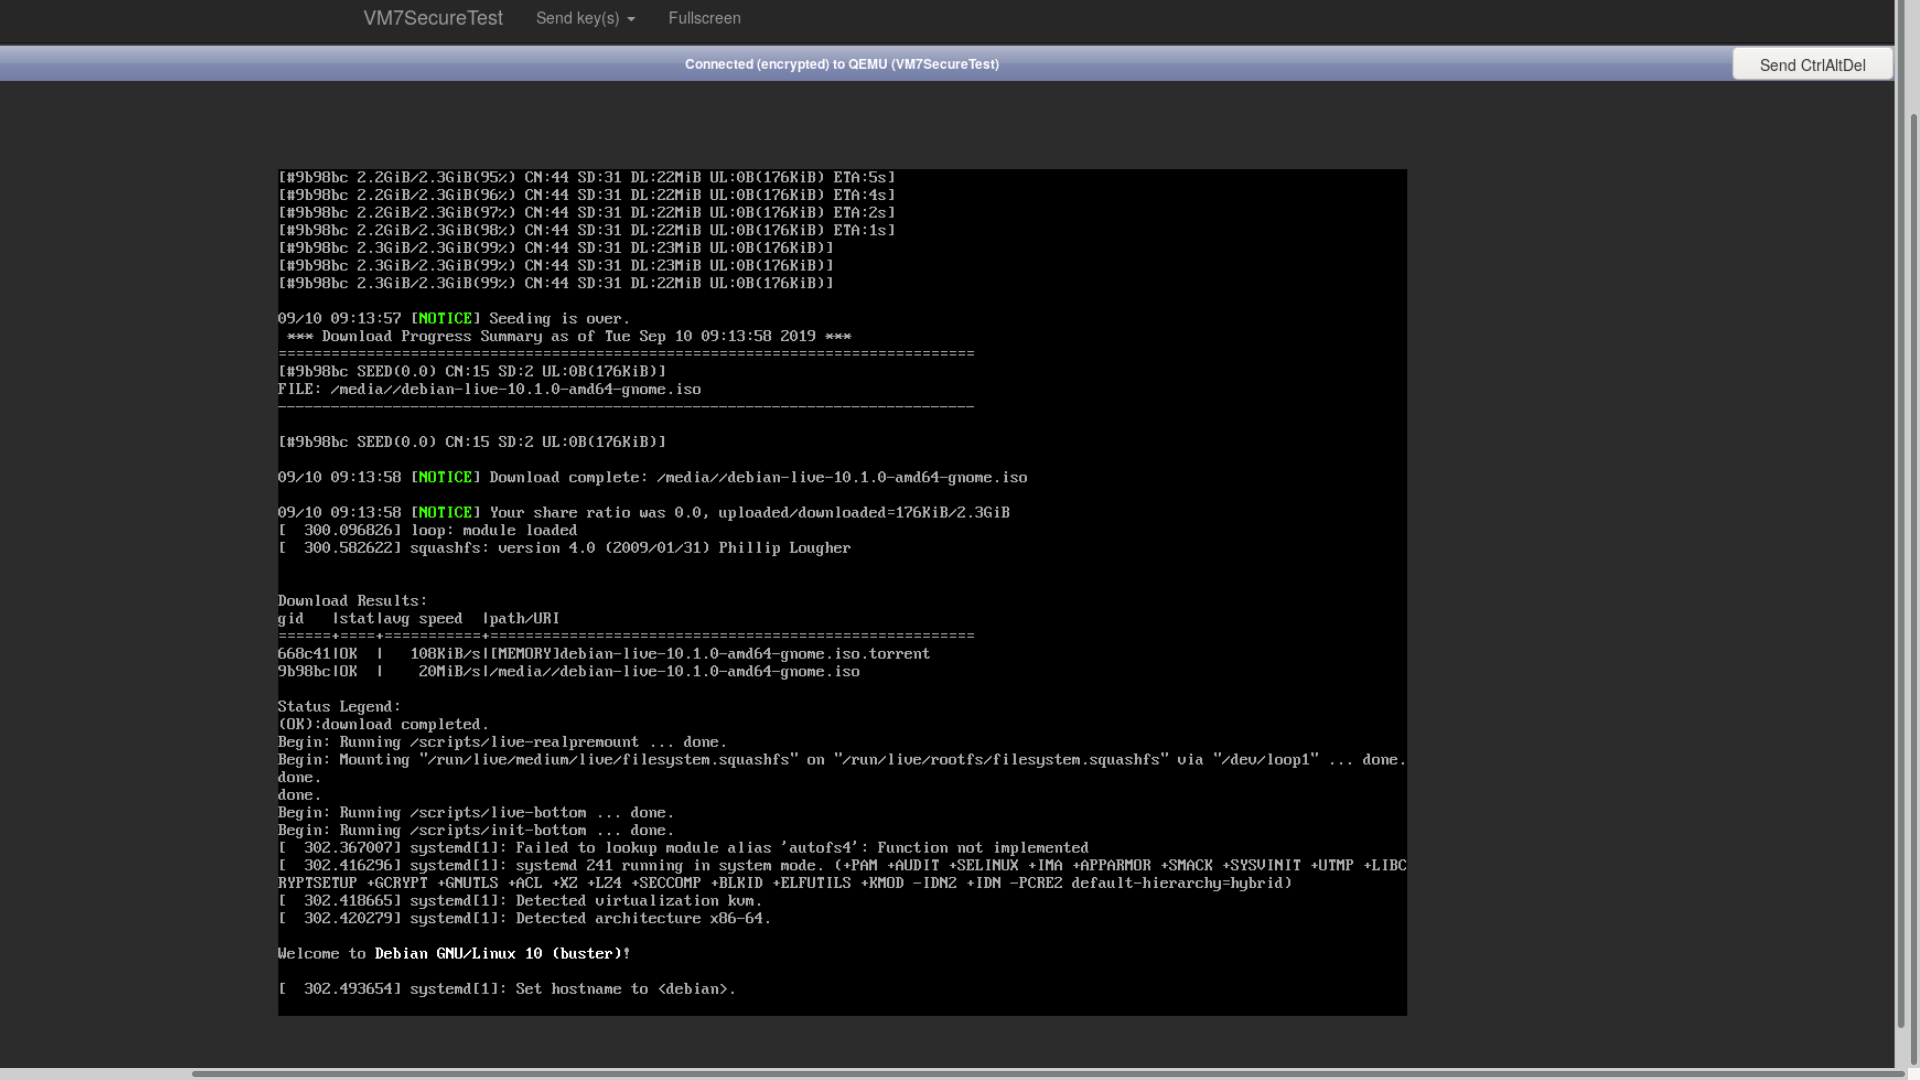 VM7SecureTest Send key(s) Fullscreen
Connected (encrypted) to QEMU (VM7SecureTest) Send CtrlAltDel
[#9b98bc 2.2GiB/2.3GiB(95%) CN:44 SD:31 DL:22MiB UL:0B(176KiB) ETA:5s]
[#9b98bc 2.2GiB/2.3GiB(96%) CN:44 SD:31 DL:22MiB UL:0B(176KiB) ETA:4s]
[#9b98bc 2.2GiB/2.3GiB(97%) CN:44 SD:31 DL:22MiB UL:0B(176KiB) ETA:2s]
[#9b98bc 2.2GiB/2.3GiB(98%) CN:44 SD:31 DL:22MiB UL:0B(176KiB) ETA:1s]
[#9b98bc 2.3GiB/2.3GiB(99%) CN:44 SD:31 DL:23MiB UL:0B(176KiB)]
[#9b98bc 2.3GiB/2.3GiB(99%) CN:44 SD:31 DL:23MiB UL:0B(176KiB)]
[#9b98bc 2.3GiB/2.3GiB(99%) CN:44 SD:31 DL:22MiB UL:0B(176KiB)]
09/10 09:13:57 [NOTICE] Seeding is over.
*** Download Progress Summary as of Tue Sep 10 09:13:58 2019 ***
===============================================================================
[#9b98bc SEED(0.0) CN:15 SD:2 UL:0B(176KiB)]
FILE: /media//debian-live-10.1.0-amd64-gnome.iso
-------------------------------------------------------------------------------
[#9b98bc SEED(0.0) CN:15 SD:2 UL:0B(176KiB)]
09/10 09:13:58 [NOTICE] Download complete: /media//debian-live-10.1.0-amd64-gnome.iso
09/10 09:13:58 [NOTICE] Your share ratio was 0.0, uploaded/downloaded=176KiB/2.3GiB
[  300.096826] loop: module loaded
[  300.582622] squashfs: version 4.0 (2009/01/31) Phillip Lougher
Download Results:
gid   |stat|avg speed  |path/URI
======+====+===========+=======================================================
668c41|OK  |   108KiB/s|[MEMORY]debian-live-10.1.0-amd64-gnome.iso.torrent
9b98bc|OK  |    20MiB/s|/media//debian-live-10.1.0-amd64-gnome.iso
Status Legend:
(OK):download completed.
Begin: Running /scripts/live-realpremount ... done.
Begin: Mounting "/run/live/medium/live/filesystem.squashfs" on "/run/live/rootfs/filesystem.squashfs" via "/dev/loop1" ... done.
done.
done.
Begin: Running /scripts/live-bottom ... done.
Begin: Running /scripts/init-bottom ... done.
[  302.367007] systemd[1]: Failed to lookup module alias 'autofs4': Function not implemented
[  302.416296] systemd[1]: systemd 241 running in system mode. (+PAM +AUDIT +SELINUX +IMA +APPARMOR +SMACK +SYSVINIT +UTMP +LIBC
RYPTSETUP +GCRYPT +GNUTLS +ACL +XZ +LZ4 +SECCOMP +BLKID +ELFUTILS +KMOD -IDN2 +IDN -PCRE2 default-hierarchy=hybrid)
[  302.418665] systemd[1]: Detected virtualization kvm.
[  302.420279] systemd[1]: Detected architecture x86-64.
Welcome to Debian GNU/Linux 10 (buster)!
[  302.493654] systemd[1]: Set hostname to <debian>.